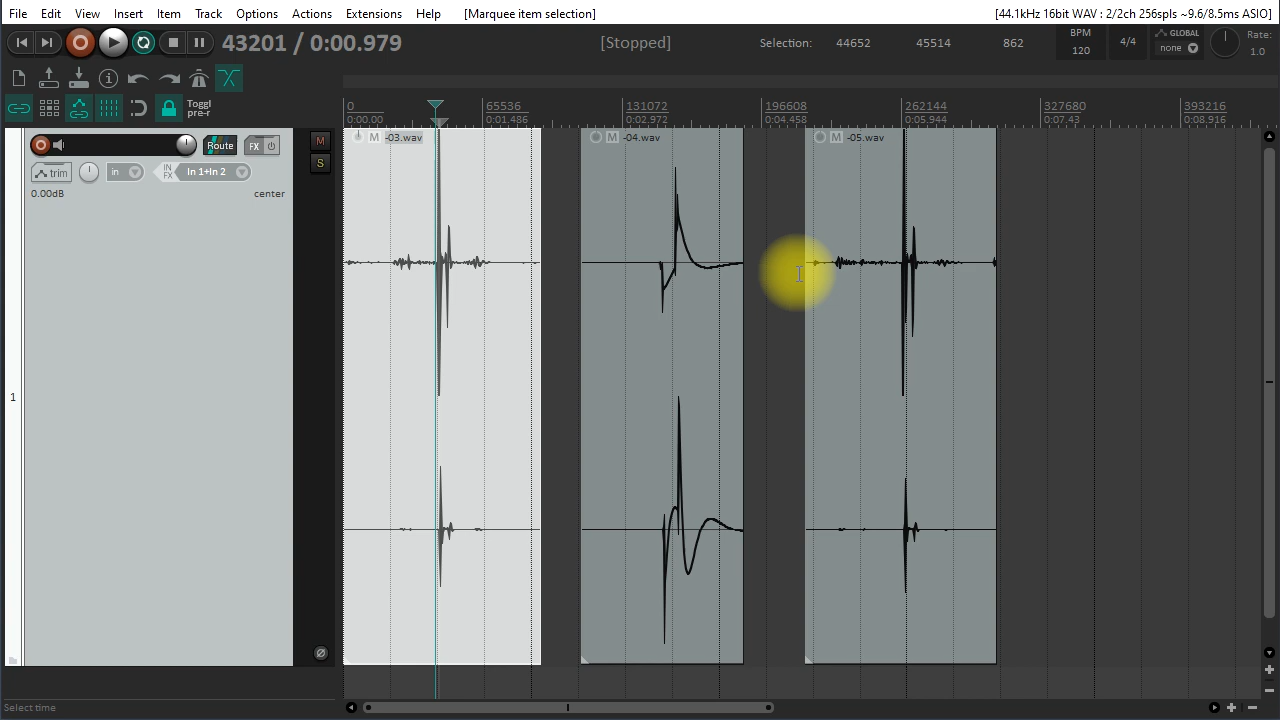 File Edit View Insert Item Track Options Actions Extensions Help [Marquee item selection] [44.1kHz 16bit WAV : 2/2ch 256spls ~9.6/8.5ms ASIO]
43201 / 0:00.979 [Stopped] Selection: 44652 45514 862 BPM 120 4/4 GLOBAL none Rate: 1.0
Toggl
pre-r
0 65536 131072 196608 262144 327680 393216
0:00.00 0:01.486 0:02.972 0:04.458 0:05.944 0:07.43 0:08.916
Route FX M M -03.wav M -04.wav M -05.wav
S
trim in IN FX In 1+In 2
0.00dB center
1
Select time